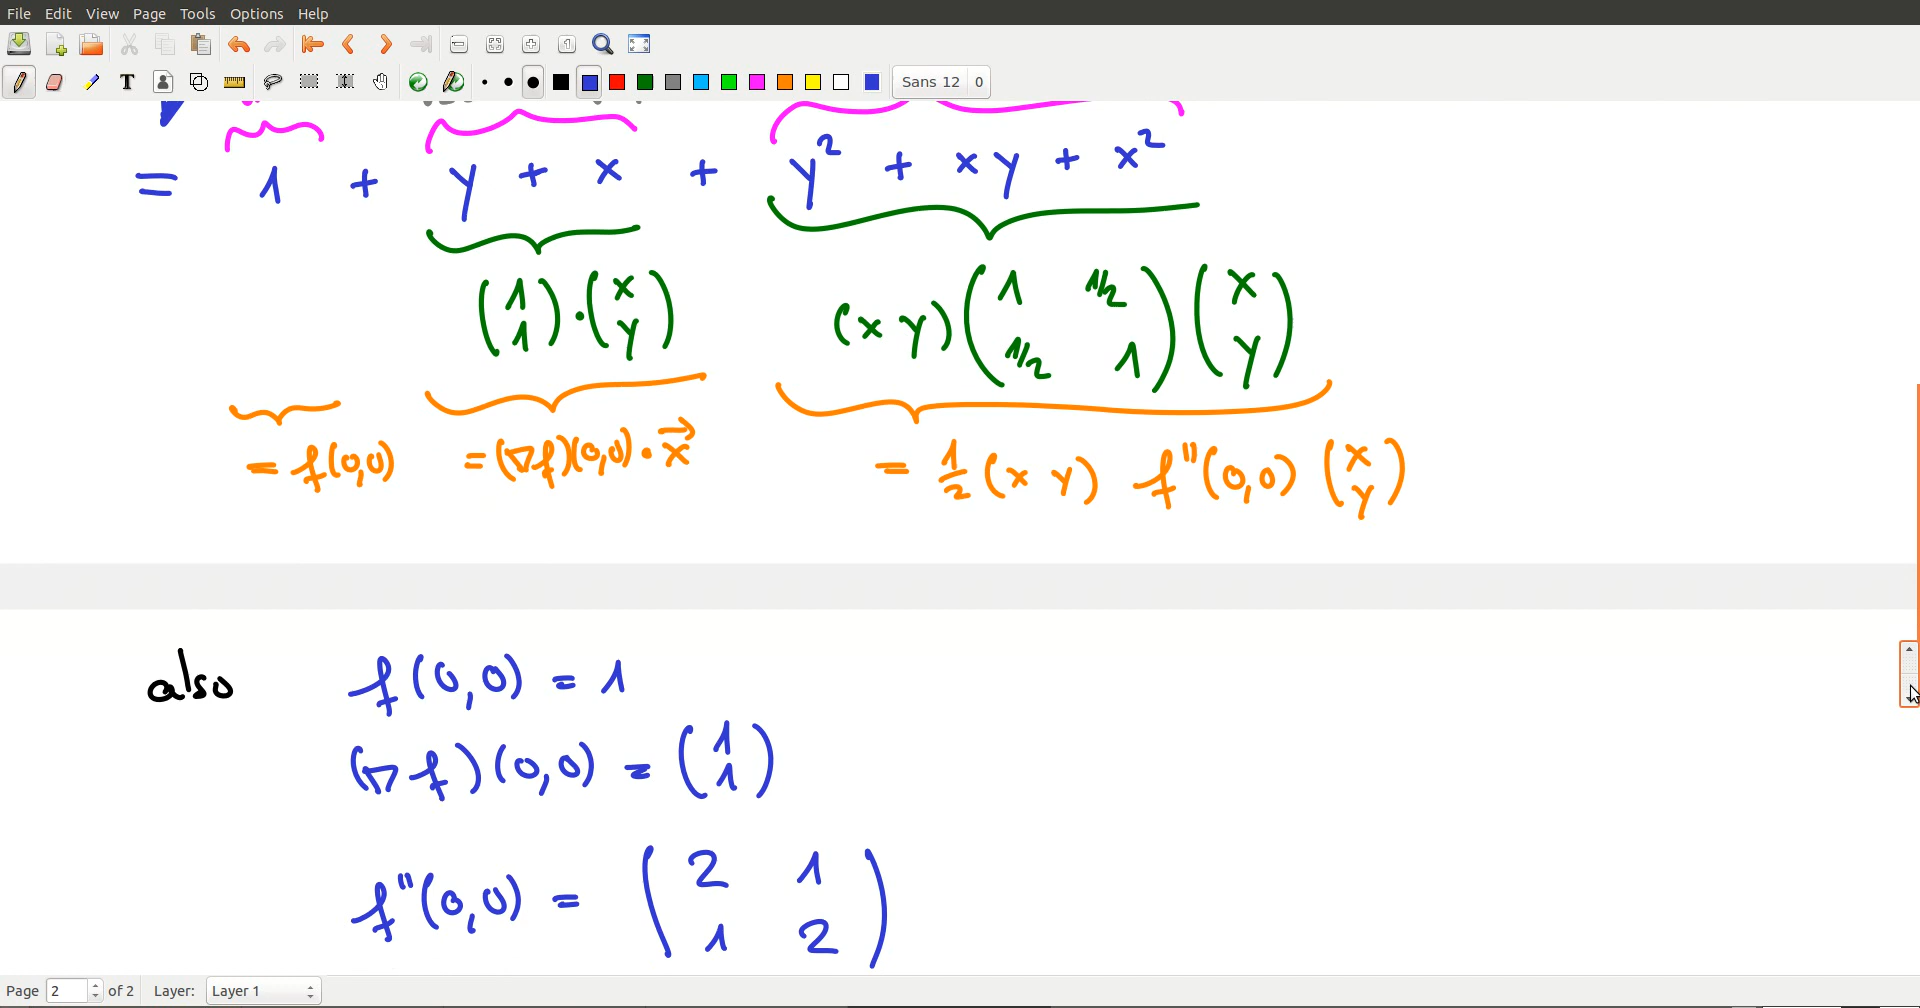 File Edit View Page Tools Options Help
Sans 12 0
= 1 + y + x + y² + xy + x²
(1 1) · (x y) (x y) (1 1/2 1/2 1) (x y)
= f(0,0) = (∇f)(0,0) · x⃗ = 1/2 (x y) f''(0,0) (x y)
also f(0,0) = 1
(∇f)(0,0) = (1 1)
f''(0,0) = (2 1 1 2)
Page 2 of 2 Layer: Layer 1